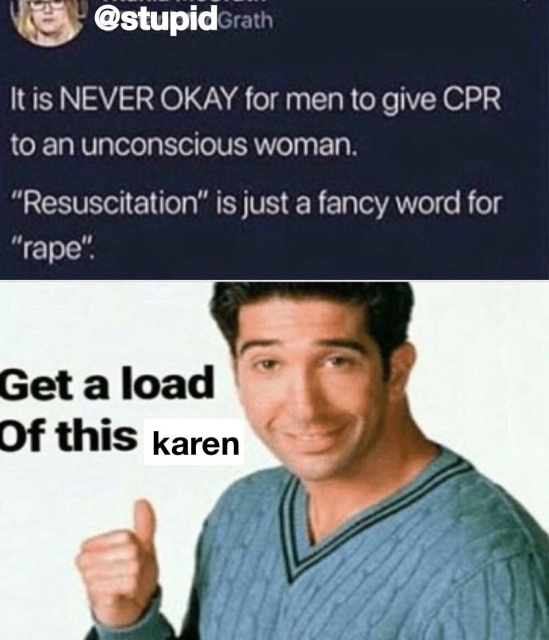 @stupidGrath
It is NEVER OKAY for men to give CPR
to an unconscious woman.
"Resuscitation" is just a fancy word for
"rape".
Get a load
Of this karen